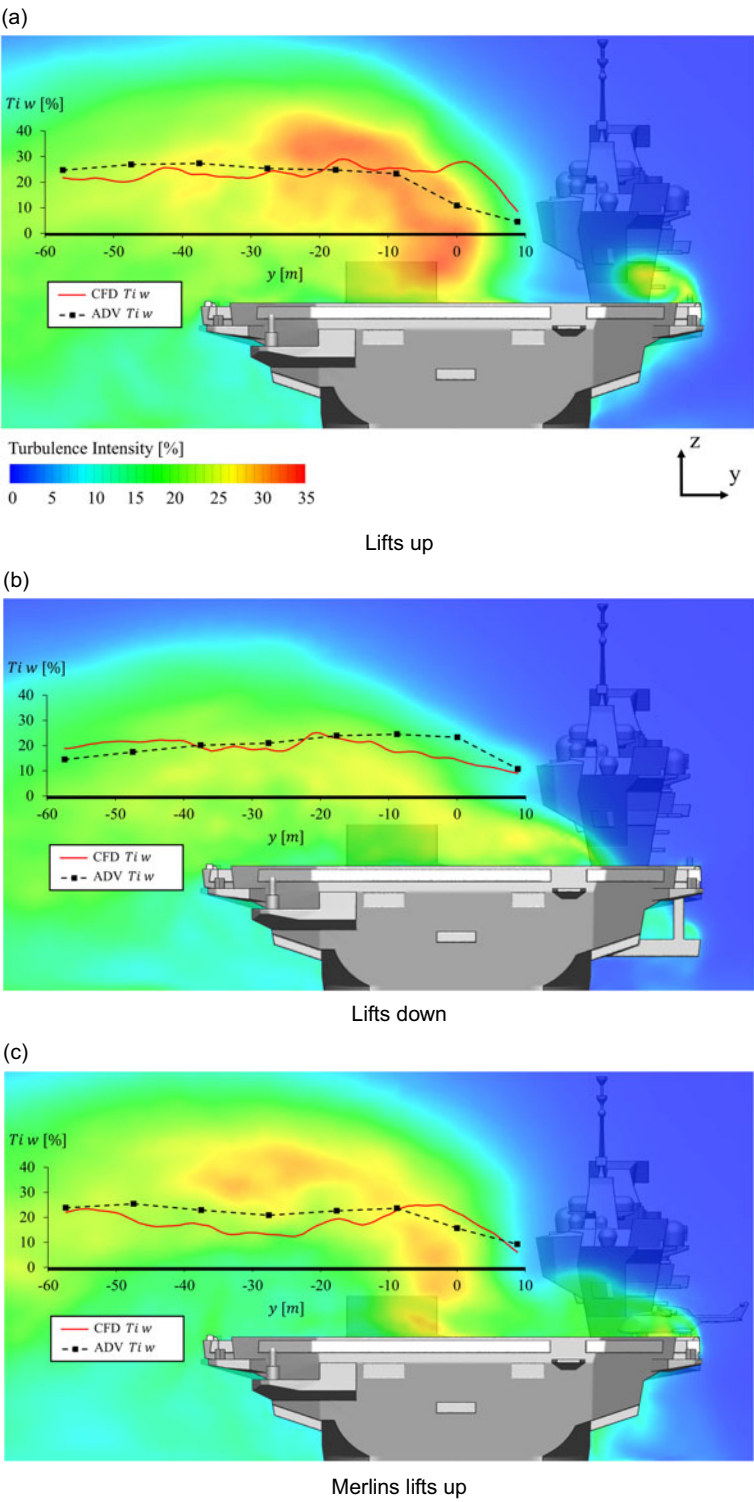 (a)
Ti w [%]
40
30
20
10
0
-60 -50 -40 -30 -20 -10 0 10
y [m]
CFD Ti w
ADV Ti w
Turbulence Intensity [%]
0 5 10 15 20 25 30 35
z
y
Lifts up
(b)
Ti w [%]
40
30
20
10
0
-60 -50 -40 -30 -20 -10 0 10
y [m]
CFD Ti w
ADV Ti w
Lifts down
(c)
Ti w [%]
40
30
20
10
0
-60 -50 -40 -30 -20 -10 0 10
y [m]
CFD Ti w
ADV Ti w
Merlins lifts up